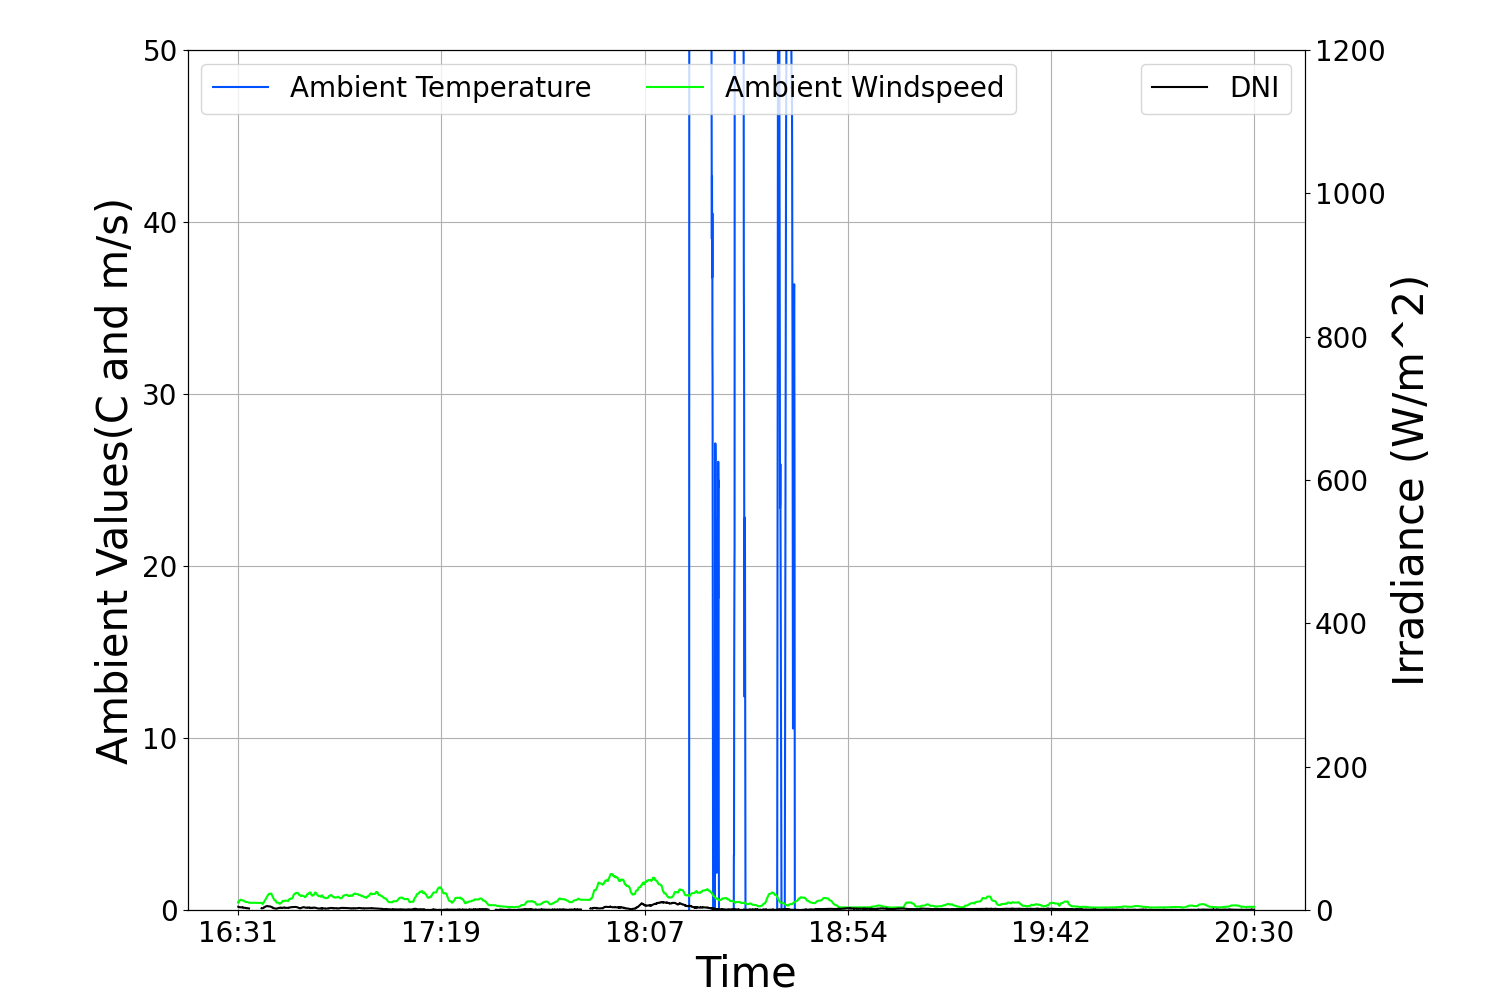 Ambient Temperature
Ambient Windspeed
DNI
Ambient Values(C and m/s)
50
40
30
20
10
0
1200
1000
800
600
400
200
0
Irradiance (W/m^2)
16:31 17:19 18:07 18:54 19:42 20:30
Time